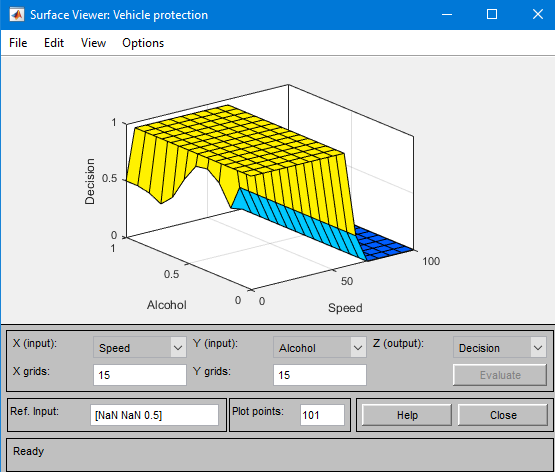 Surface Viewer: Vehicle protection
File Edit View Options
1
0.5
0
Decision
1
0.5
0
Alcohol
0
50
100
Speed
X (input): Speed Y (input): Alcohol Z (output): Decision
X grids: 15 Y grids: 15 Evaluate
Ref. Input: [NaN NaN 0.5] Plot points: 101 Help Close
Ready